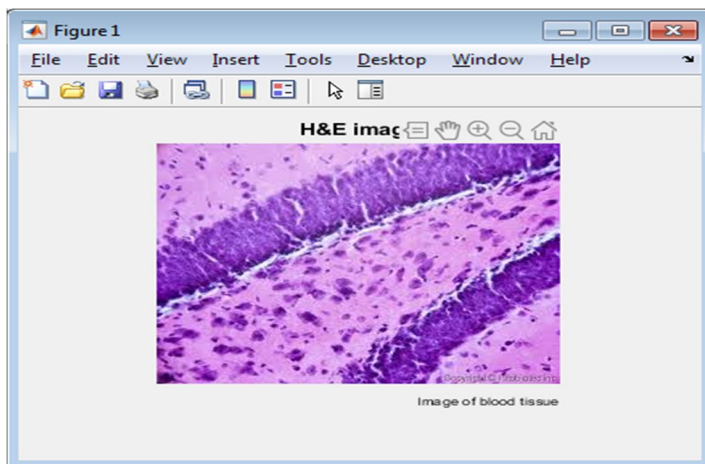 Figure 1
File Edit View Insert Tools Desktop Window Help
H&E imag
Image of blood tissue